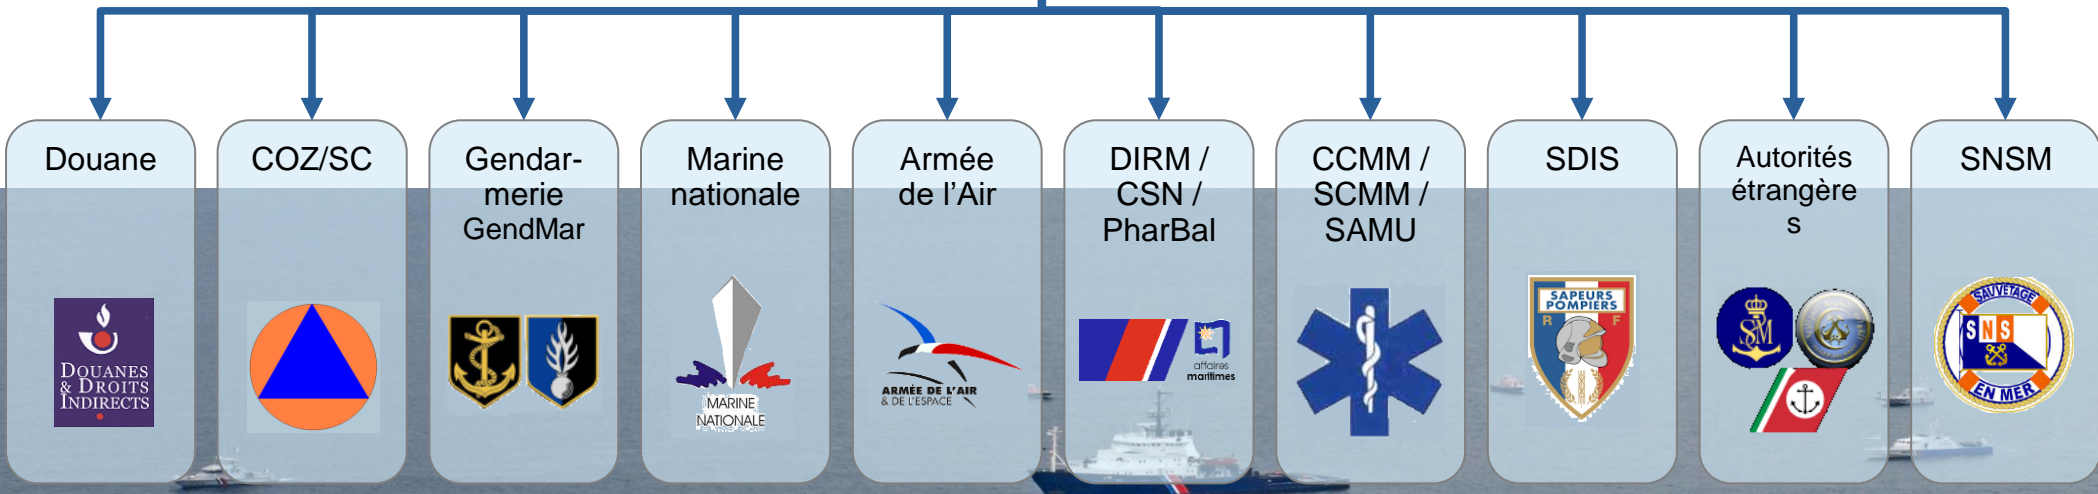 Douane
COZ/SC
Gendar-
merie
GendMar
Marine
nationale
Armée
de l'Air
DIRM /
CSN /
PharBal
CCMM /
SCMM /
SAMU
SDIS
Autorités
étrangère
s
SNSM
DOUANES
& DROITS
INDIRECTS
MARINE
NATIONALE
ARMÉE DE L'AIR
& DE L'ESPACE
affaires
maritimes
SAPEURS
POMPIERS
R F
SM
SAUVETAGE
SNS
EN MER